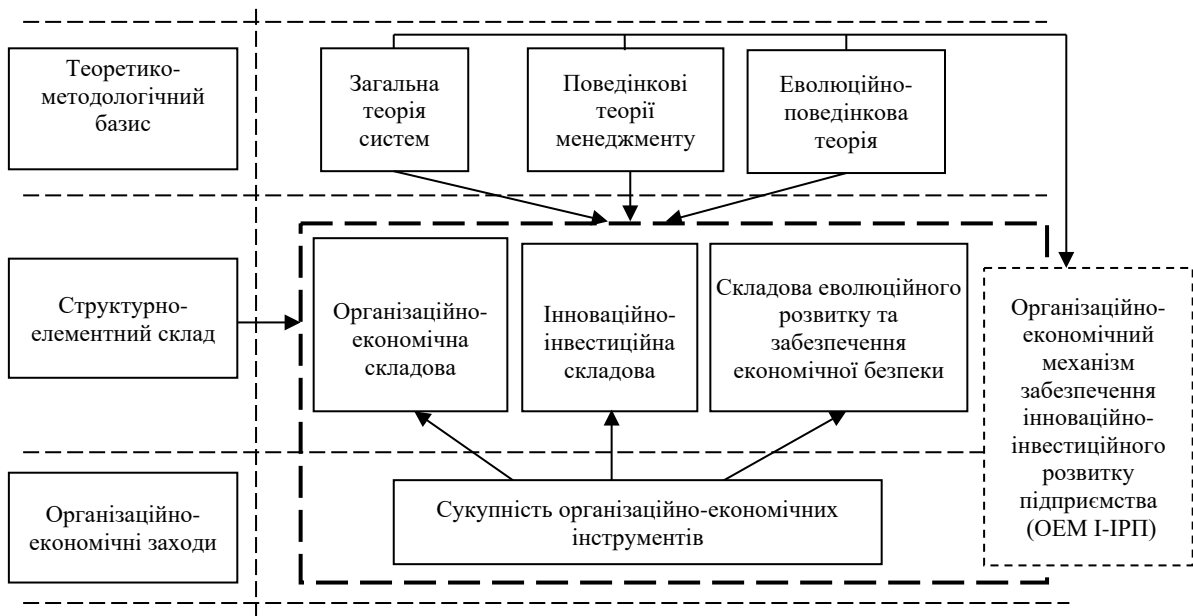 Теоретико-
методологічний
базис
Загальна
теорія
систем
Поведінкові
теорії
менеджменту
Еволюційно-
поведінкова
теорія
Структурно-
елементний склад
Організаційно-
економічна
складова
Інноваційно-
інвестиційна
складова
Складова еволюційного
розвитку та
забезпечення
економічної безпеки
Організаційно-
економічний
механізм
забезпечення
інноваційно-
інвестиційного
розвитку
підприємства
(ОЕМ І-ІРП)
Організаційно-
економічні заходи
Сукупність організаційно-економічних
інструментів